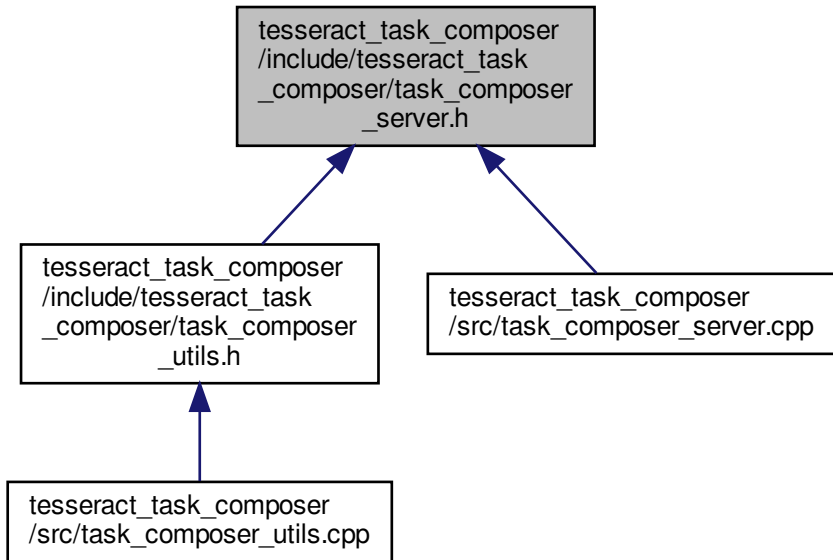 tesseract_task_composer
/include/tesseract_task
_composer/task_composer
_server.h
tesseract_task_composer
/include/tesseract_task
_composer/task_composer
_utils.h
tesseract_task_composer
/src/task_composer_server.cpp
tesseract_task_composer
/src/task_composer_utils.cpp